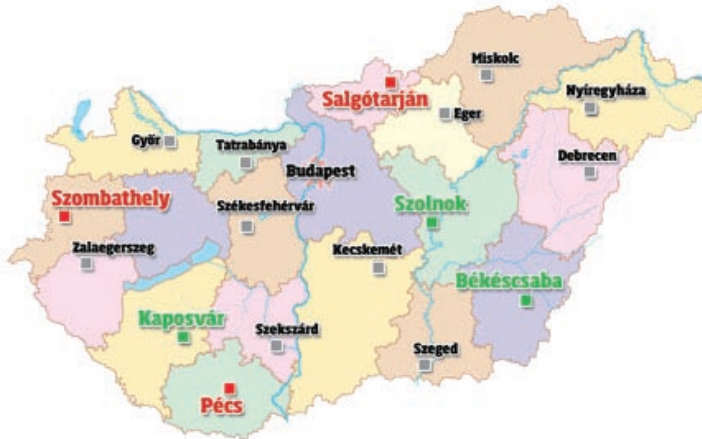 Miskolc
Salgótarján
Nyíregyháza
Eger
Győr
Tatrabánya
Debrecen
Budapest
Szombathely
Székesfehérvár
Szolnok
Zalaegerszeg
Kecskemét
Békéscsaba
Kaposvár
Szekszárd
Szeged
Pécs